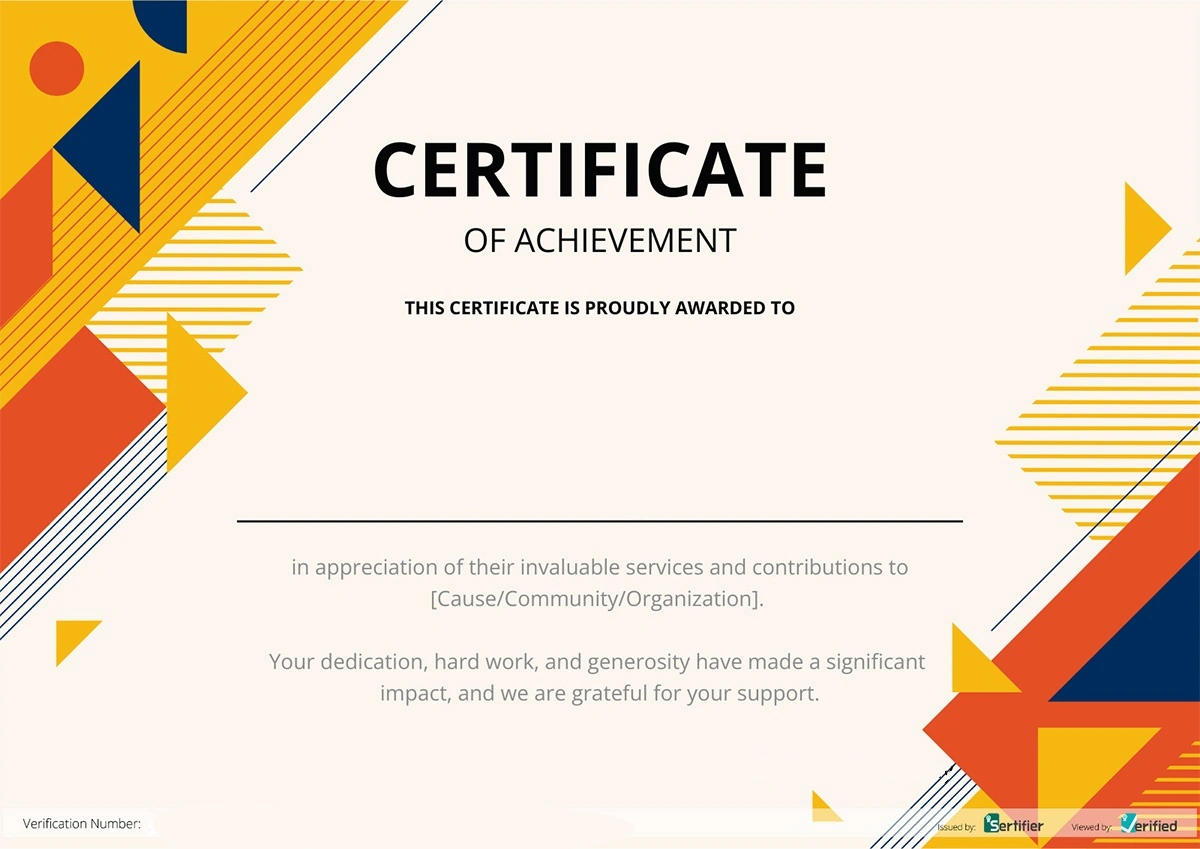 CERTIFICATE
OF ACHIEVEMENT
THIS CERTIFICATE IS PROUDLY AWARDED TO
in appreciation of their invaluable services and contributions to
[Cause/Community/Organization].
Your dedication, hard work, and generosity have made a significant
impact, and we are grateful for your support.
Verification Number:
Issued by: Sertifier Viewed by: Verified